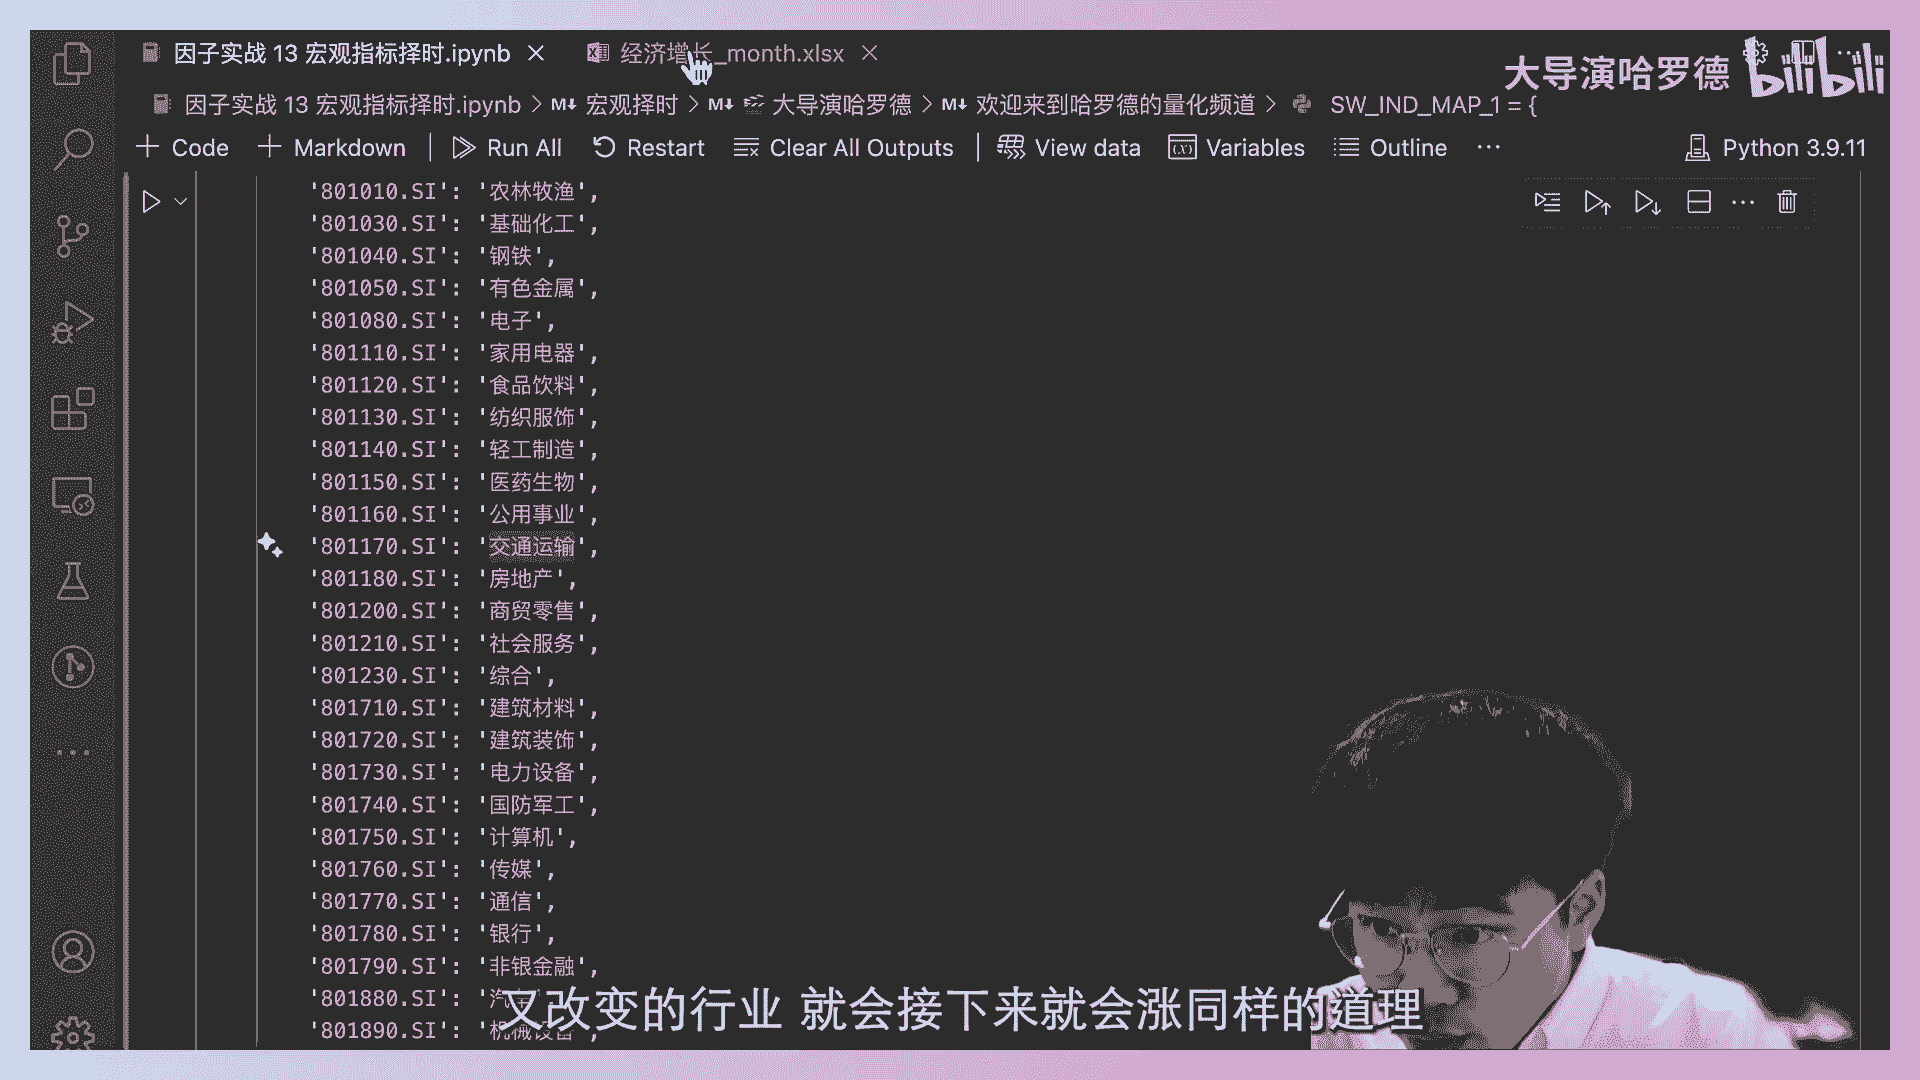 因子实战 13 宏观指标择时.ipynb
经济增长_month.xlsx
大导演哈罗德
bilibili
因子实战 13 宏观指标择时.ipynb > M↓ 宏观择时 > M↓ 大导演哈罗德 > M↓ 欢迎来到哈罗德的量化频道 > SW_IND_MAP_1 = {
+ Code + Markdown | Run All Restart Clear All Outputs | View data Variables Outline ··· Python 3.9.11
'801010.SI': '农林牧渔',
'801030.SI': '基础化工',
'801040.SI': '钢铁',
'801050.SI': '有色金属',
'801080.SI': '电子',
'801110.SI': '家用电器',
'801120.SI': '食品饮料',
'801130.SI': '纺织服饰',
'801140.SI': '轻工制造',
'801150.SI': '医药生物',
'801160.SI': '公用事业',
'801170.SI': '交通运输',
'801180.SI': '房地产',
'801200.SI': '商贸零售',
'801210.SI': '社会服务',
'801230.SI': '综合',
'801710.SI': '建筑材料',
'801720.SI': '建筑装饰',
'801730.SI': '电力设备',
'801740.SI': '国防军工',
'801750.SI': '计算机',
'801760.SI': '传媒',
'801770.SI': '通信',
'801780.SI': '银行',
'801790.SI': '非银金融',
'801880.SI': '汽
'801890.SI': '机械设备',
又改变的行业 就会接下来就会涨同样的道理